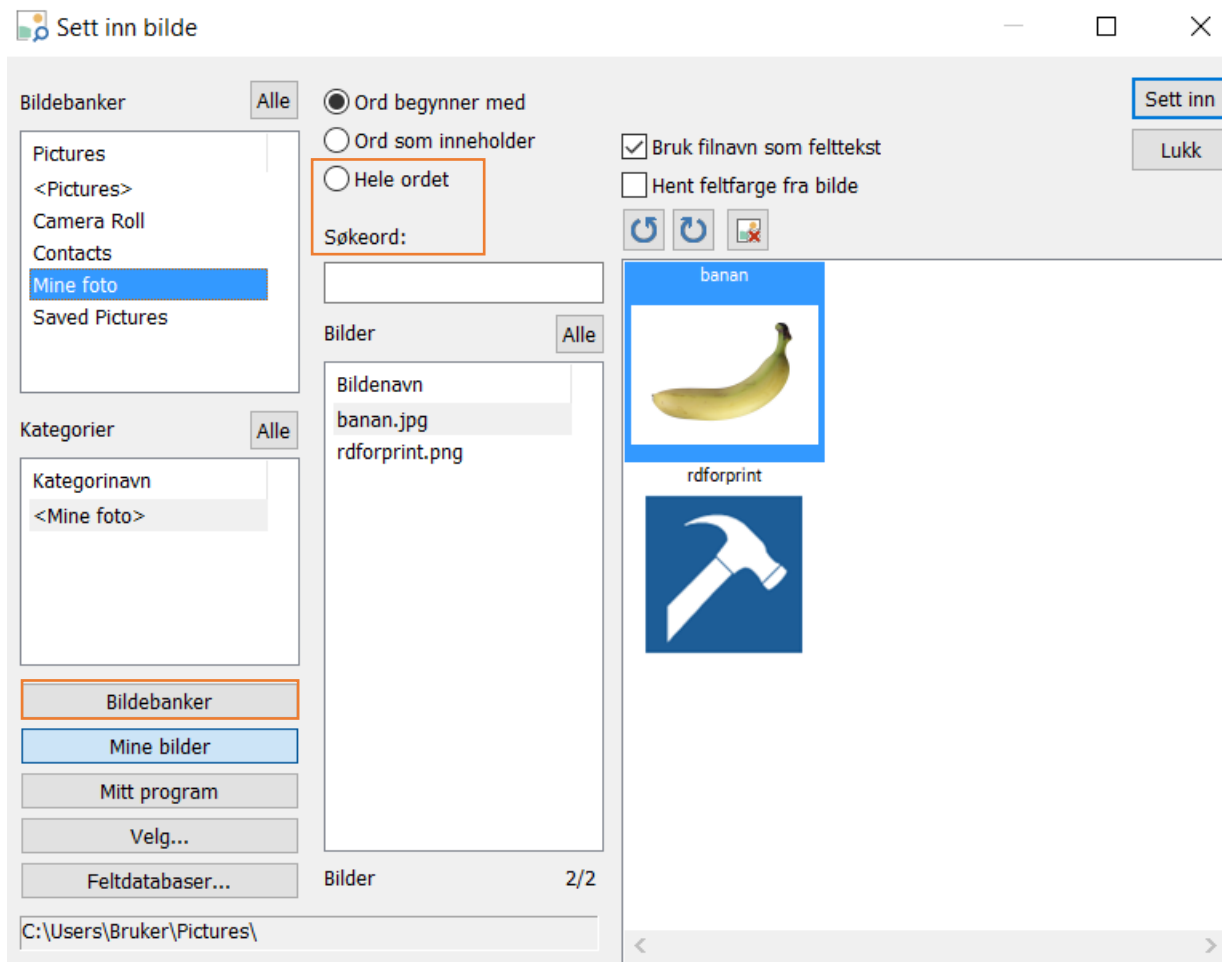 Sett inn bilde
Bildebanker
Alle
Pictures
<Pictures>
Camera Roll
Contacts
Mine foto
Saved Pictures
Kategorier
Alle
Kategorinavn
<Mine foto>
Bildebanker
Mine bilder
Mitt program
Velg...
Feltdatabaser...
C:\Users\Bruker\Pictures\
Ord begynner med
Ord som inneholder
Hele ordet
Søkeord:
Bilder
Alle
Bildenavn
banan.jpg
rdforprint.png
Bilder 2/2
Bruk filnavn som felttekst
Hent feltfarge fra bilde
Sett inn
Lukk
banan
rdforprint